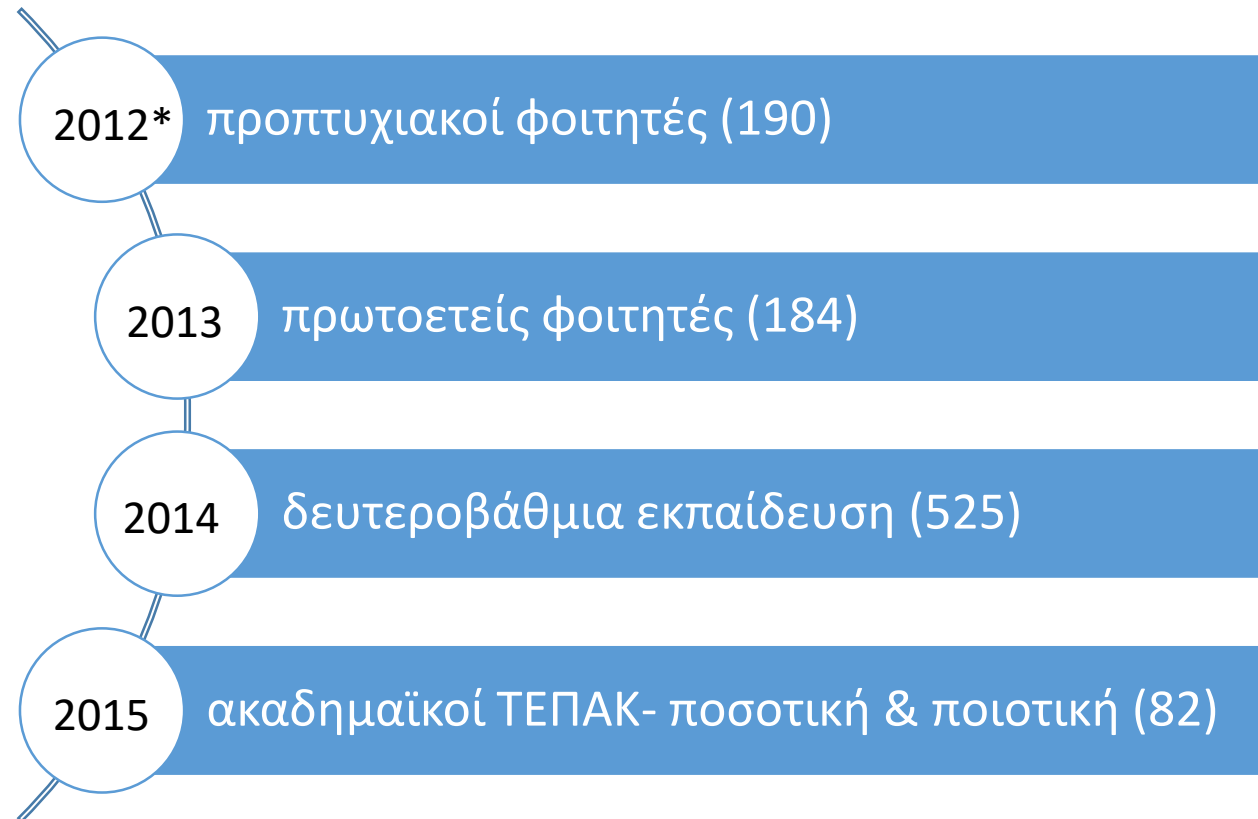 2012* προπτυχιακοί φοιτητές (190)
2013 πρωτοετείς φοιτητές (184)
2014 δευτεροβάθμια εκπαίδευση (525)
2015 ακαδημαϊκοί ΤΕΠΑΚ- ποσοτική & ποιοτική (82)